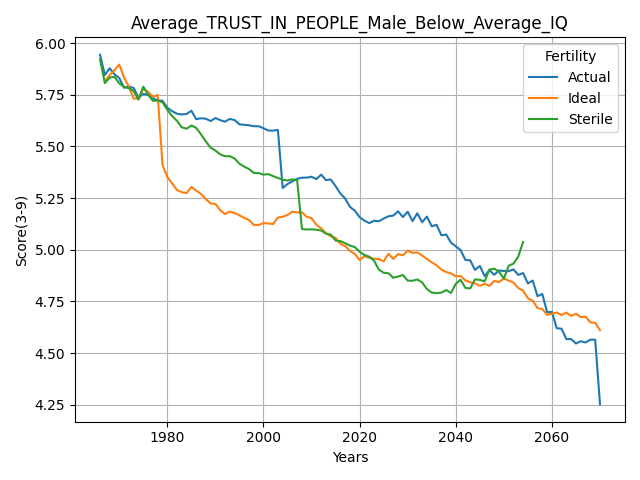 Average_TRUST_IN_PEOPLE_Male_Below_Average_IQ
Fertility
Actual
Ideal
Sterile
Score(3-9)
6.00
5.75
5.50
5.25
5.00
4.75
4.50
4.25
1980
2000
2020
2040
2060
Years